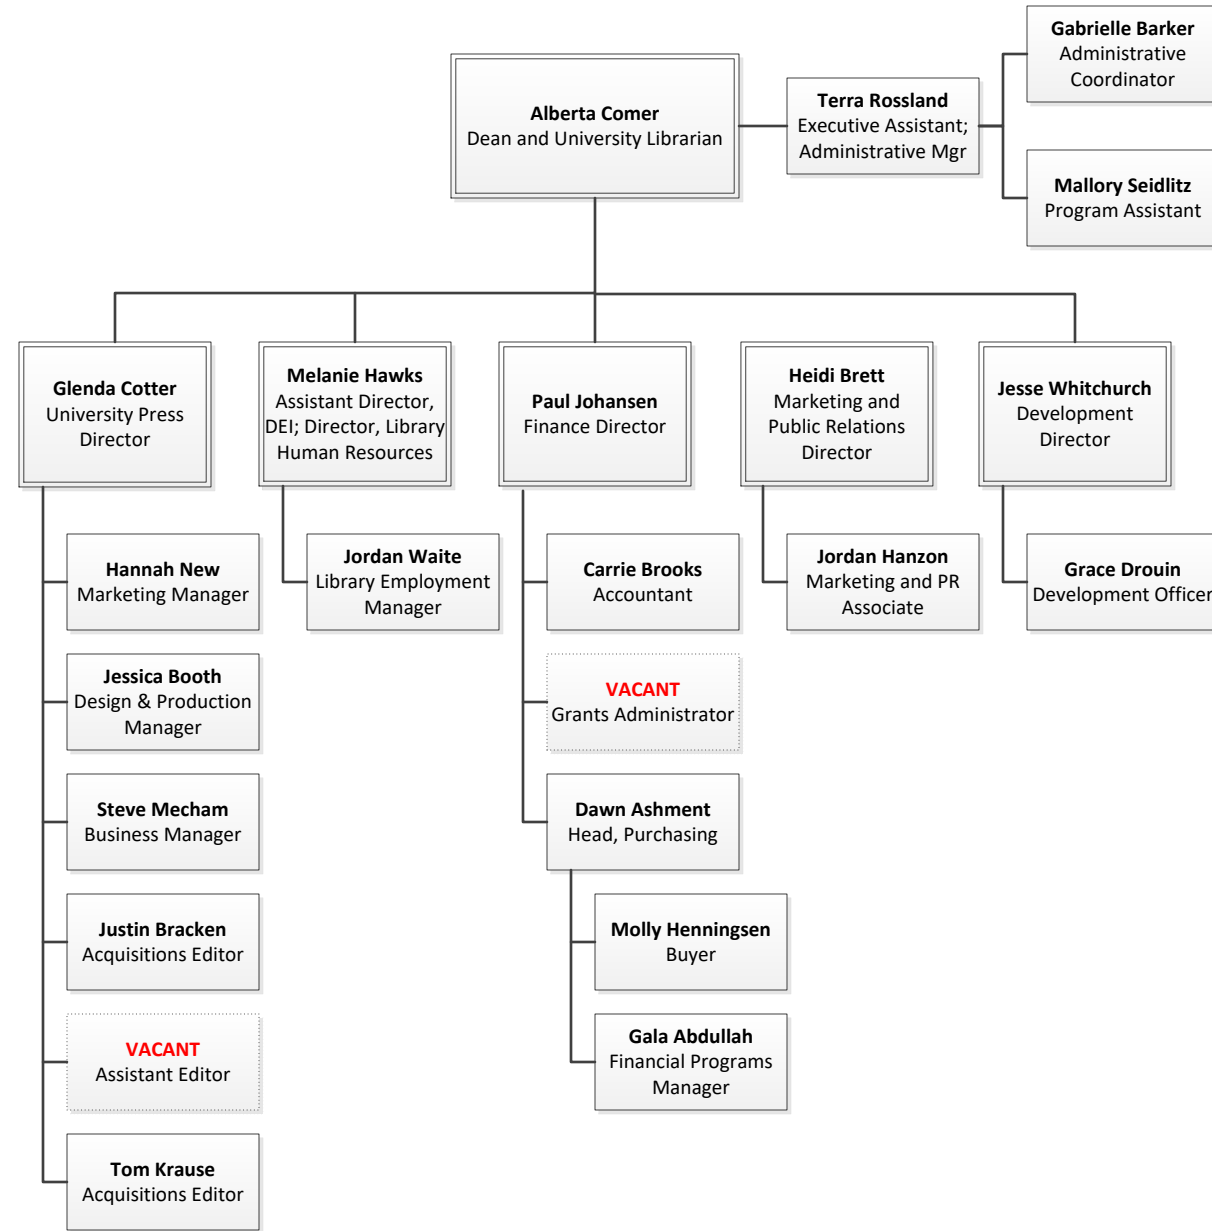 Alberta Comer
Dean and University Librarian
Terra Rossland
Executive Assistant;
Administrative Mgr
Gabrielle Barker
Administrative
Coordinator
Mallory Seidlitz
Program Assistant
Glenda Cotter
University Press
Director
Hannah New
Marketing Manager
Jessica Booth
Design & Production
Manager
Steve Mecham
Business Manager
Justin Bracken
Acquisitions Editor
VACANT
Assistant Editor
Tom Krause
Acquisitions Editor
Melanie Hawks
Assistant Director,
DEI; Director, Library
Human Resources
Jordan Waite
Library Employment
Manager
Paul Johansen
Finance Director
Carrie Brooks
Accountant
VACANT
Grants Administrator
Dawn Ashment
Head, Purchasing
Molly Henningsen
Buyer
Gala Abdullah
Financial Programs
Manager
Heidi Brett
Marketing and
Public Relations
Director
Jordan Hanzon
Marketing and PR
Associate
Jesse Whitchurch
Development
Director
Grace Drouin
Development Officer